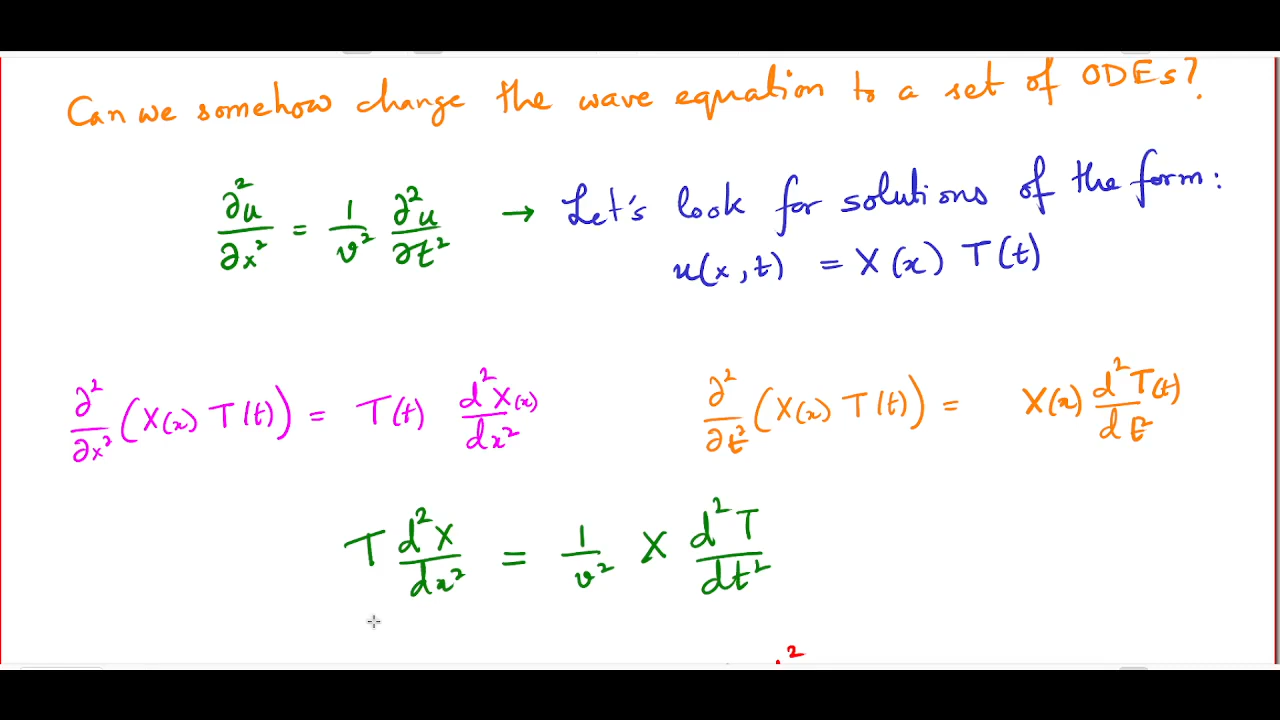 Can we somehow change the wave equation to a set of ODEs?
∂²u/∂x² = 1/v² ∂²u/∂t² → Let's look for solutions of the form:
u(x,t) = X(x) T(t)
∂²/∂x² (X(x) T(t)) = T(t) d²X(x)/dx²
∂²/∂t² (X(x) T(t)) = X(x) d²T(t)/dt²
T d²X/dx² = 1/v² X d²T/dt²